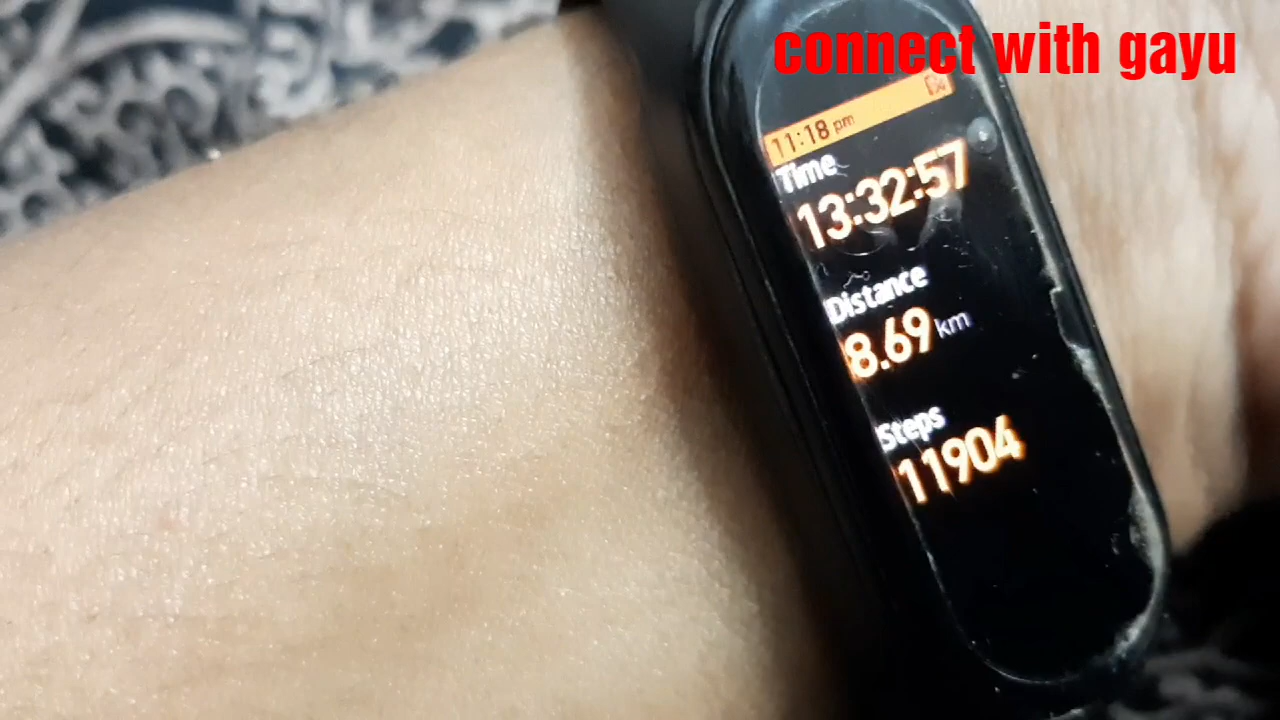 connect with gayu
11:18 pm
Time
13:32:57
Distance
8.69 km
Steps
11904